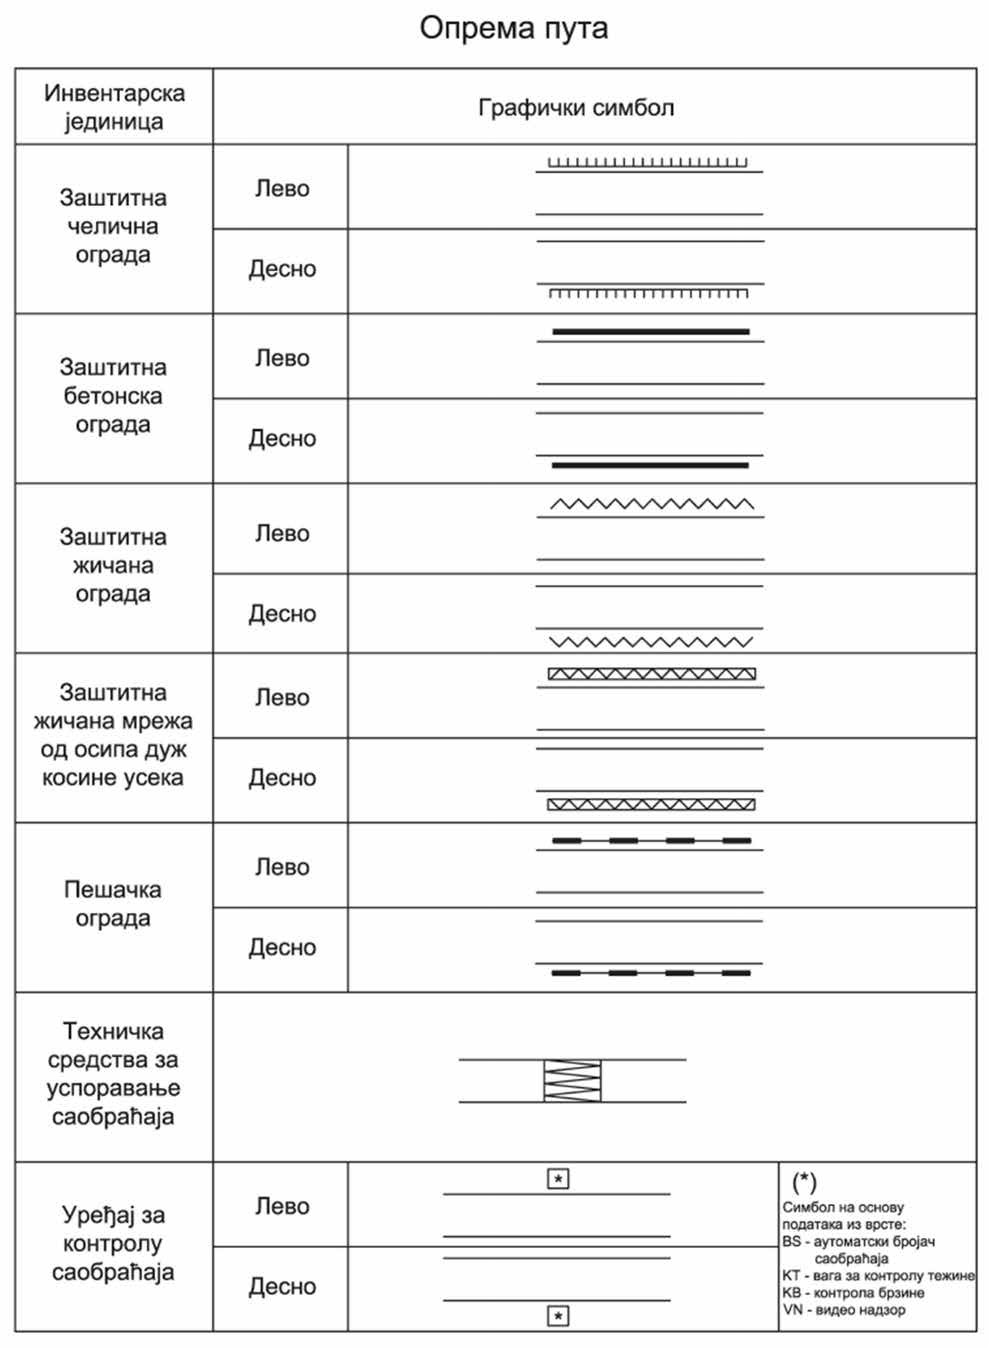 Опрема пута
Инвентарска
јединица
Графички симбол
Заштитна
челична
ограда
Лево
Десно
Заштитна
бетонска
ограда
Лево
Десно
Заштитна
жичана
ограда
Лево
Десно
Заштитна
жичана мрежа
од осипа дуж
косине усека
Лево
Десно
Пешачка
ограда
Лево
Десно
Техничка
средства за
успоравање
саобраћаја
Уређај за
контролу
саобраћаја
Лево
*
Десно
*
(*)
Симбол на основу
података из врсте:
BS - аутоматски бројач
саобраћаја
KT - вага за контролу тежине
KB - контрола брзине
VN - видео надзор